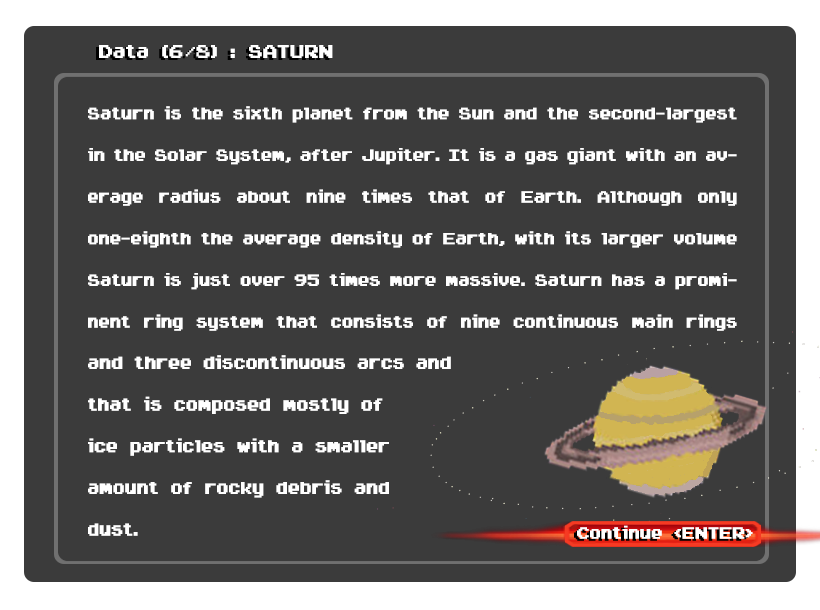 Data (6/8) : SATURN
Saturn is the sixth planet from the Sun and the second-largest
in the Solar System, after Jupiter. It is a gas giant with an av-
erage radius about nine times that of Earth. Although only
one-eighth the average density of Earth, with its larger volume
Saturn is just over 95 times more massive. Saturn has a promi-
nent ring system that consists of nine continuous main rings
and three discontinuous arcs and
that is composed mostly of
ice particles with a smaller
amount of rocky debris and
dust.
Continue <ENTER>